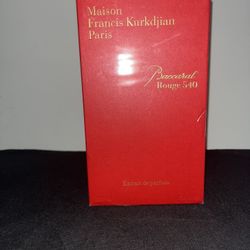 Maison
Francis Kurkdjian
Paris
Baccarat
Rouge 540
Extrait de parfum